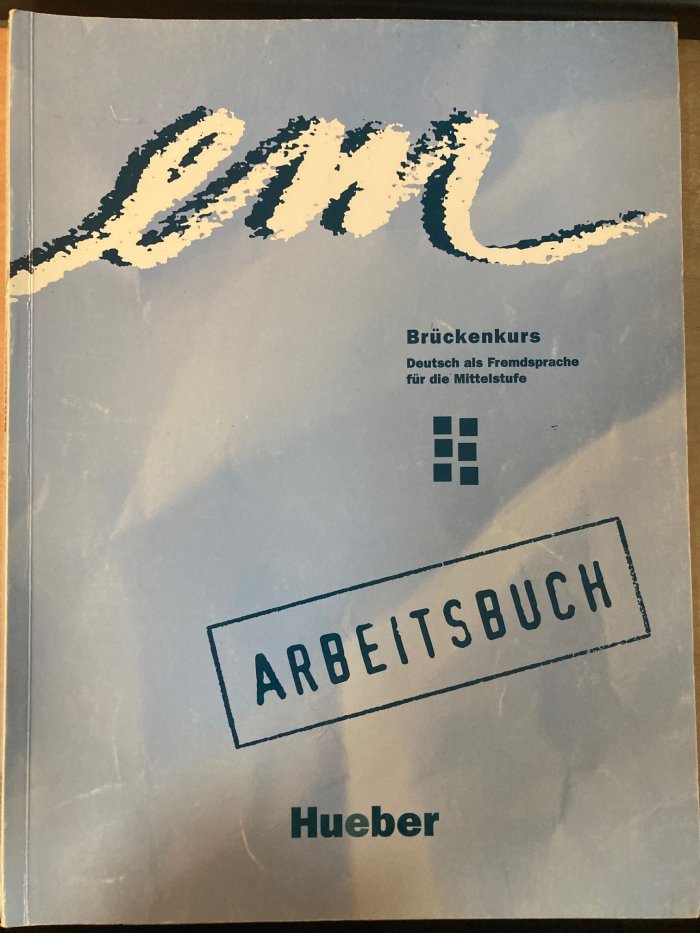 em
Brückenkurs
Deutsch als Fremdsprache
für die Mittelstufe
ARBEITSBUCH
Hueber